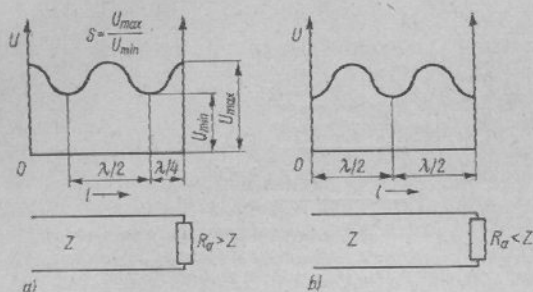 U
S = Umax / Umin
Umin
Umax
0
λ/2
λ/4
l
Z
Ra > Z
a)
U
0
λ/2
λ/2
l
Z
Ra < Z
b)